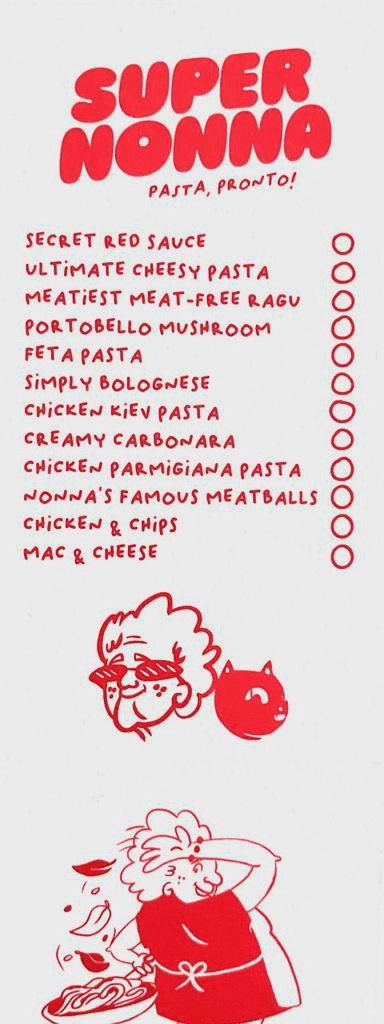 SUPER
NONNA
PASTA, PRONTO!
SECRET RED SAUCE
ULTiMATE CHEESY PASTA
MEATiEST MEAT-FREE RAGU
PORTOBELLO MUSHROOM
FETA PASTA
SiMPLY BOLOGNESE
CHiCKEN KiEV PASTA
CREAMY CARBONARA
CHiCKEN PARMiGiANA PASTA
NONNA'S FAMOUS MEATBALLS
CHiCKEN & CHiPS
MAC & CHEESE